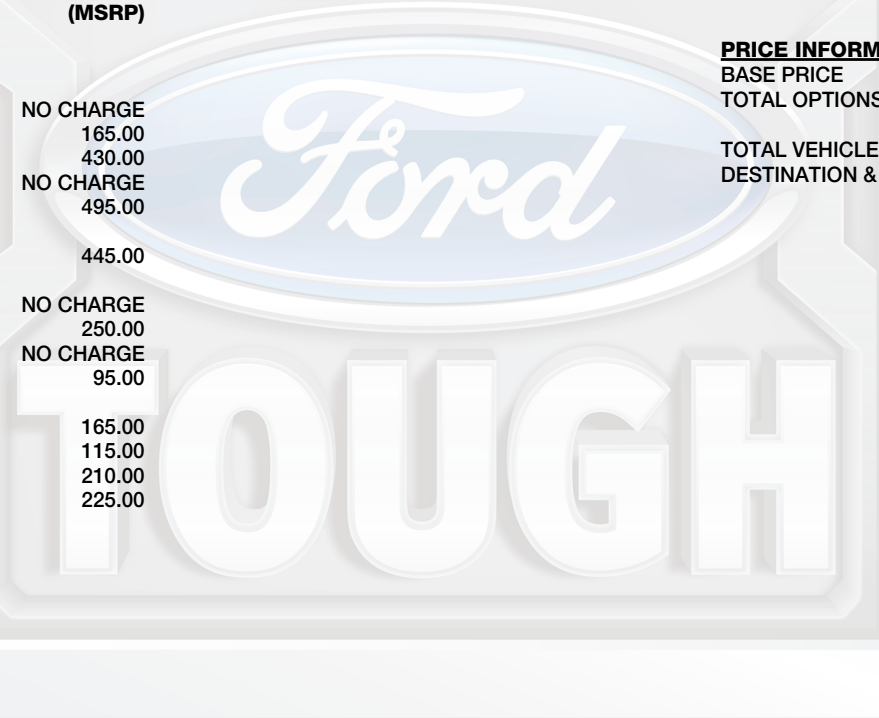 (MSRP)
NO CHARGE
165.00
430.00
NO CHARGE
495.00
445.00
NO CHARGE
250.00
NO CHARGE
95.00
165.00
115.00
210.00
225.00
PRICE INFORM
BASE PRICE
TOTAL OPTIONS
TOTAL VEHICLE
DESTINATION &
Ford
TOUGH